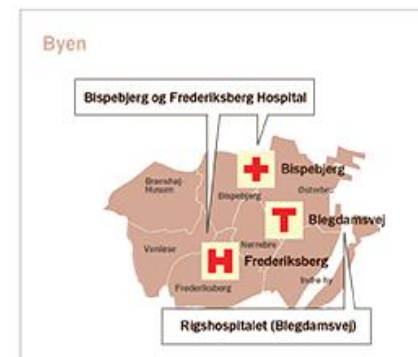 Byen
Bispebjerg og Frederiksberg Hospital
Bispebjerg
Brønshøj
Husum
Bispebjerg
Østerbro
T
Blegdamsvej
Vanløse
Nørrebro
H
Frederiksberg
Frederiksberg
Indre by
Rigshospitalet (Blegdamsvej)